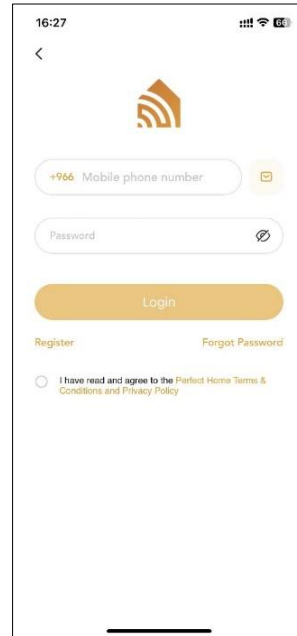 16:27
66
+966 Mobile phone number
Password
Login
Register Forgot Password
I have read and agree to the Perfect Home Terms &
Conditions and Privacy Policy